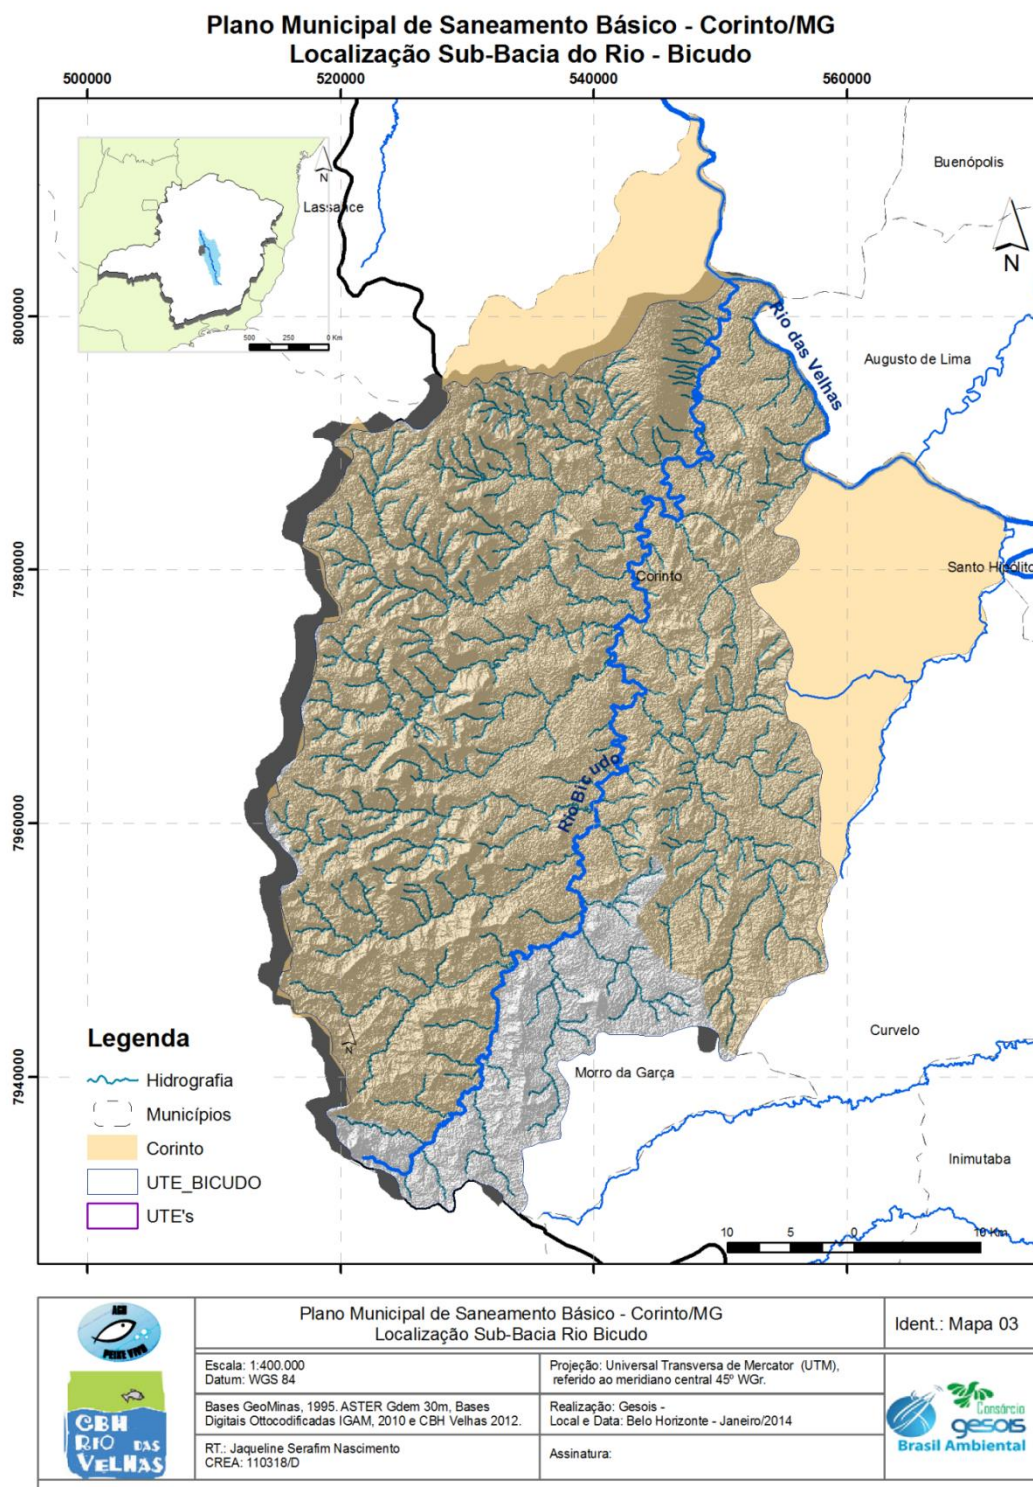 Plano Municipal de Saneamento Básico - Corinto/MG
Localização Sub-Bacia do Rio - Bicudo
500000
520000
540000
560000
8000000
7980000
7960000
7940000
N
500 250 0 Km
Lassance
Buenópolis
N
Rio das Velhas
Augusto de Lima
Santo Hipólito
Corinto
Rio Bicudo
Curvelo
Morro da Garça
Inimutaba
N
Legenda
Hidrografia
Municípios
Corinto
UTE_BICUDO
UTE's
10 5 0 10 Km
AGB
PEIXE VIVO
CBH
RIO DAS
VELHAS
Plano Municipal de Saneamento Básico - Corinto/MG
Localização Sub-Bacia Rio Bicudo
Ident.: Mapa 03
Escala: 1:400.000
Datum: WGS 84
Projeção: Universal Transversa de Mercator (UTM),
referido ao meridiano central 45º WGr.
Bases GeoMinas, 1995. ASTER Gdem 30m, Bases
Digitais Ottocodificadas IGAM, 2010 e CBH Velhas 2012.
Realização: Gesois -
Local e Data: Belo Horizonte - Janeiro/2014
RT.: Jaqueline Serafim Nascimento
CREA: 110318/D
Assinatura:
Consórcio
gesois
Brasil Ambiental